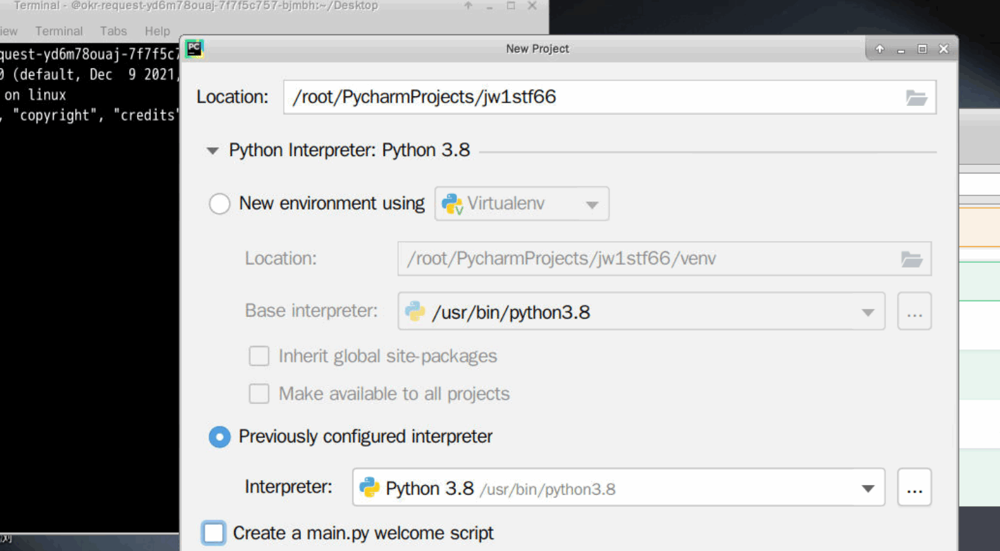 Terminal - @okr-request-yd6m78ouaj-7f7f5c757-bjmbh:~/Desktop
iew Terminal Tabs Help
quest-yd6m78ouaj-7f7f5c7
0 (default, Dec 9 2021,
on linux
, "copyright", "credits"
PC
New Project
Location: /root/PycharmProjects/jw1stf66
Python Interpreter: Python 3.8
New environment using Virtualenv
Location: /root/PycharmProjects/jw1stf66/venv
Base interpreter: /usr/bin/python3.8 ...
Inherit global site-packages
Make available to all projects
Previously configured interpreter
Interpreter: Python 3.8 /usr/bin/python3.8 ...
Create a main.py welcome script